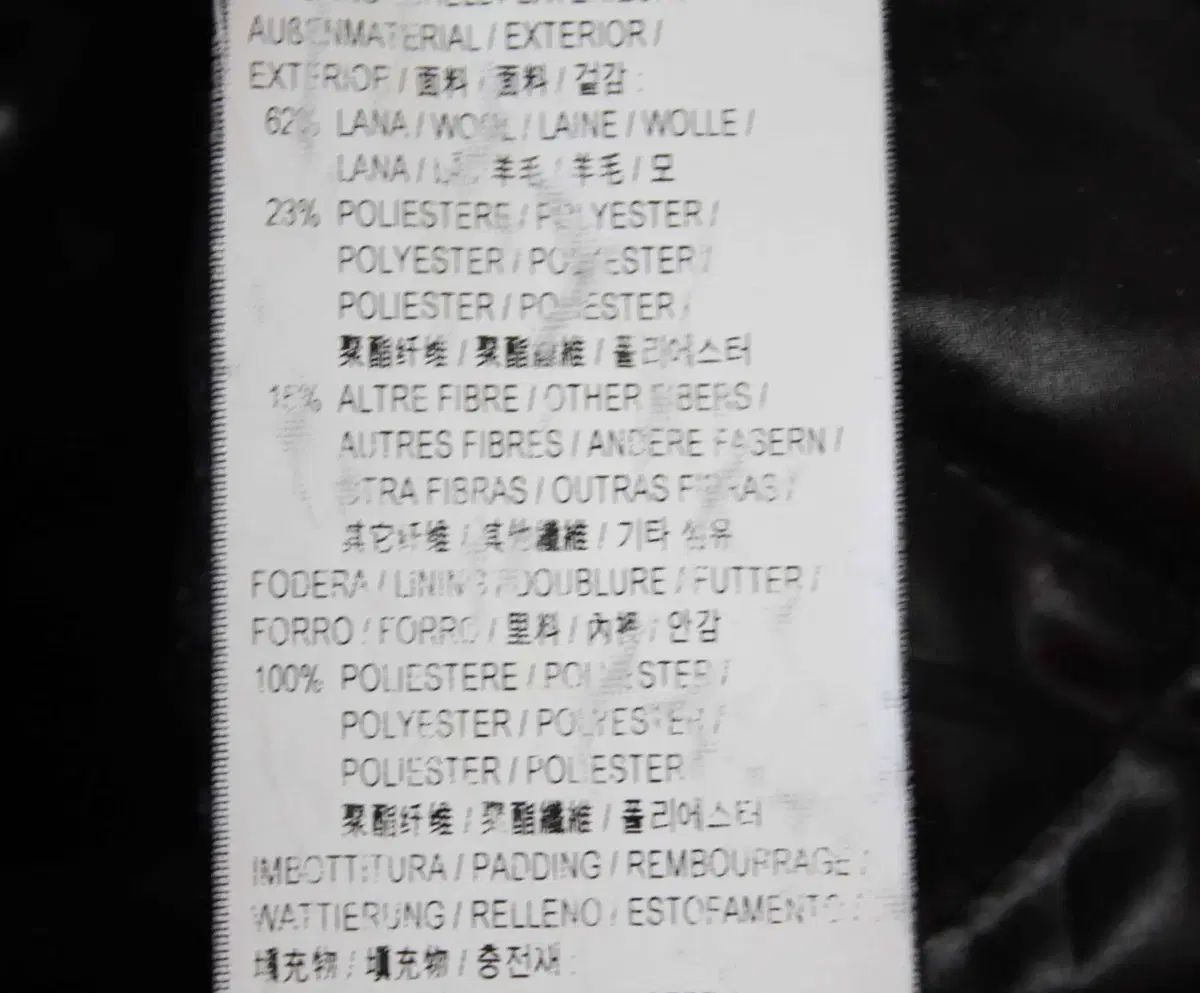 AUßENMATERIAL / EXTERIOR /
EXTERIOR / 面料 / 面料 / 겉감 :
62% LANA / WOOL / LAINE / WOLLE /
LANA / LÃ / 羊毛 / 羊毛 / 모
23% POLIESTERE / POLYESTER /
POLYESTER / POLYESTER /
POLIESTER / POLIESTER /
聚酯纤维 / 聚酯纖維 / 폴리에스터
15% ALTRE FIBRE / OTHER FIBERS /
AUTRES FIBRES / ANDERE FASERN /
OTRA FIBRAS / OUTRAS FIBRAS /
其它纤维 / 其他纖維 / 기타 섬유
FODERA / LINING / DOUBLURE / FUTTER /
FORRO / FORRO / 里料 / 內裡 / 안감
100% POLIESTERE / POLYESTER /
POLYESTER / POLYESTER /
POLIESTER / POLIESTER
聚酯纤维 / 聚酯纖維 / 폴리에스터
IMBOTTITURA / PADDING / REMBOURRAGE /
WATTIERUNG / RELLENO / ESTOFAMENTO /
填充物 / 填充物 / 충전재 :